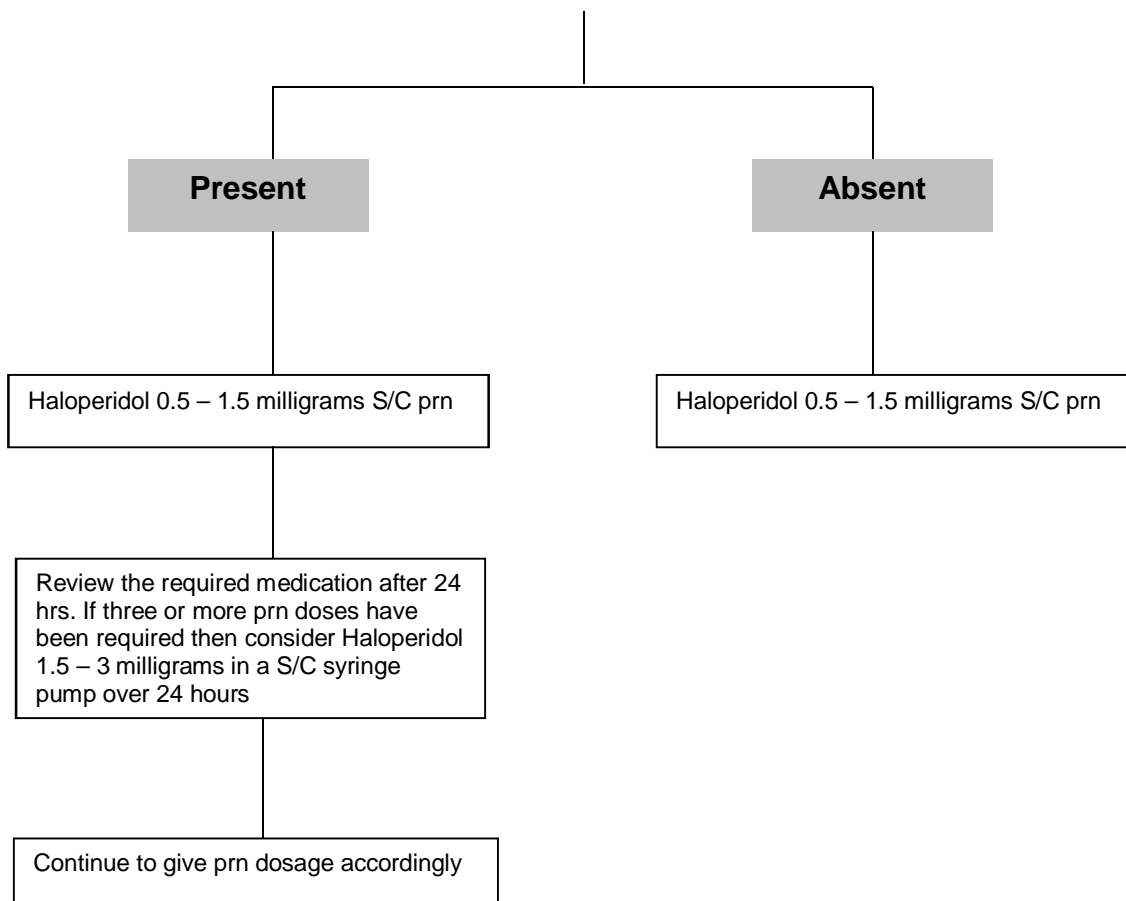 Present
Absent
Haloperidol 0.5 – 1.5 milligrams S/C prn
Haloperidol 0.5 – 1.5 milligrams S/C prn
Review the required medication after 24
hrs. If three or more prn doses have
been required then consider Haloperidol
1.5 – 3 milligrams in a S/C syringe
pump over 24 hours
Continue to give prn dosage accordingly